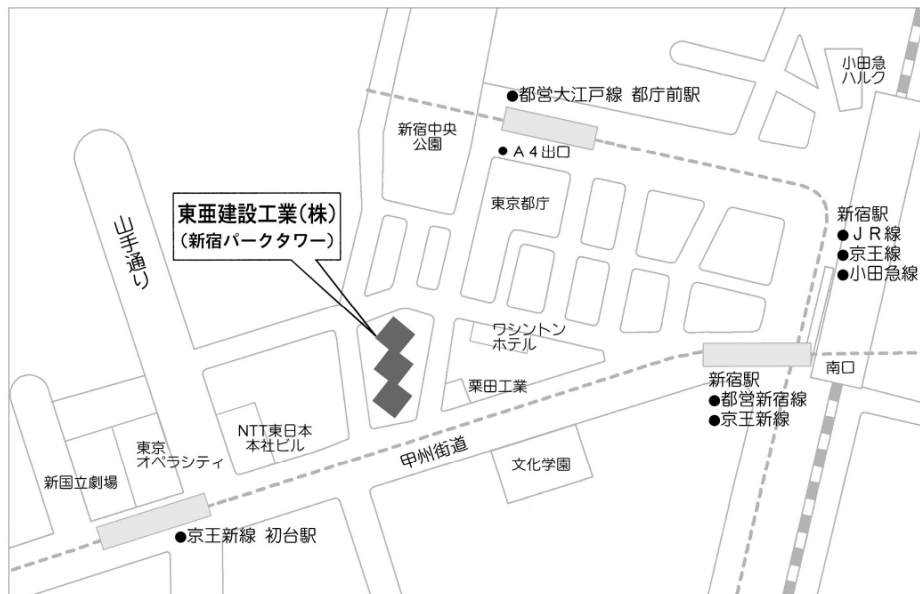 小田急
ハルク
●都営大江戸線 都庁前駅
新宿中央
公園
●A4出口
東京都庁
東亜建設工業(株)
(新宿パークタワー)
山手通り
新宿駅
●JR線
●京王線
●小田急線
ワシントン
ホテル
南口
栗田工業
新宿駅
●都営新宿線
●京王新線
NTT東日本
本社ビル
東京
オペラシティ
甲州街道
文化学園
新国立劇場
●京王新線 初台駅